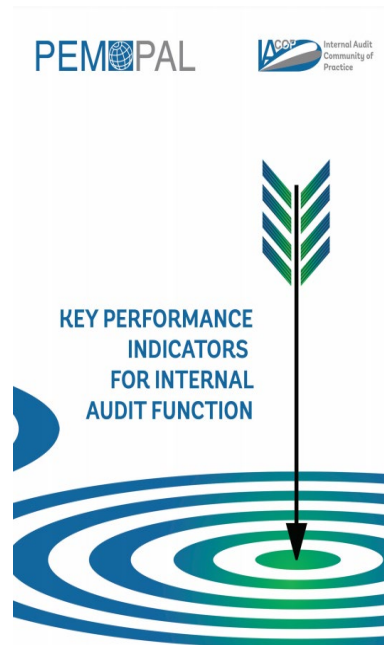 PEMPAL
IACOP
Internal Audit
Community of
Practice
KEY PERFORMANCE
INDICATORS
FOR INTERNAL
AUDIT FUNCTION